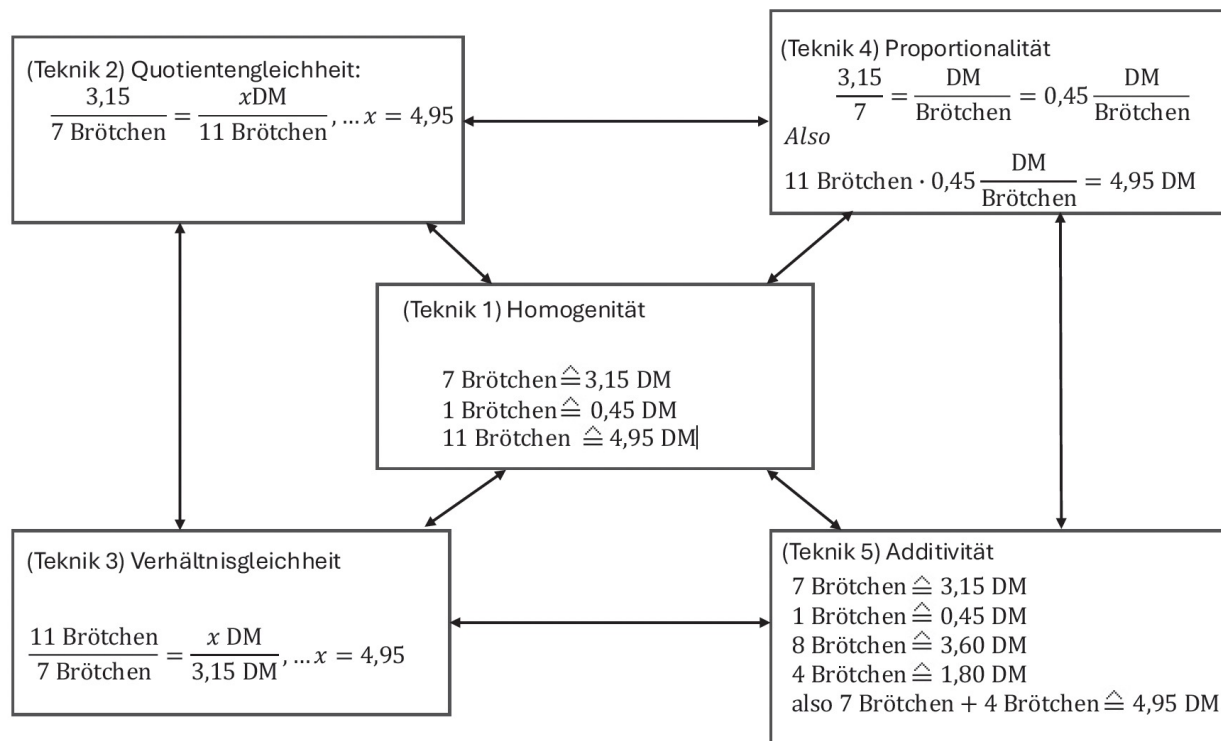 (Teknik 2) Quotientengleichheit:
3,15 / 7 Brötchen = xDM / 11 Brötchen, … x = 4,95
(Teknik 4) Proportionalität
3,15 / 7 = DM / Brötchen = 0,45 DM / Brötchen
Also
11 Brötchen · 0,45 DM / Brötchen = 4,95 DM
(Teknik 1) Homogenität
7 Brötchen ≙ 3,15 DM
1 Brötchen ≙ 0,45 DM
11 Brötchen ≙ 4,95 DM
(Teknik 3) Verhältnisgleichheit
11 Brötchen / 7 Brötchen = x DM / 3,15 DM, … x = 4,95
(Teknik 5) Additivität
7 Brötchen ≙ 3,15 DM
1 Brötchen ≙ 0,45 DM
8 Brötchen ≙ 3,60 DM
4 Brötchen ≙ 1,80 DM
also 7 Brötchen + 4 Brötchen ≙ 4,95 DM